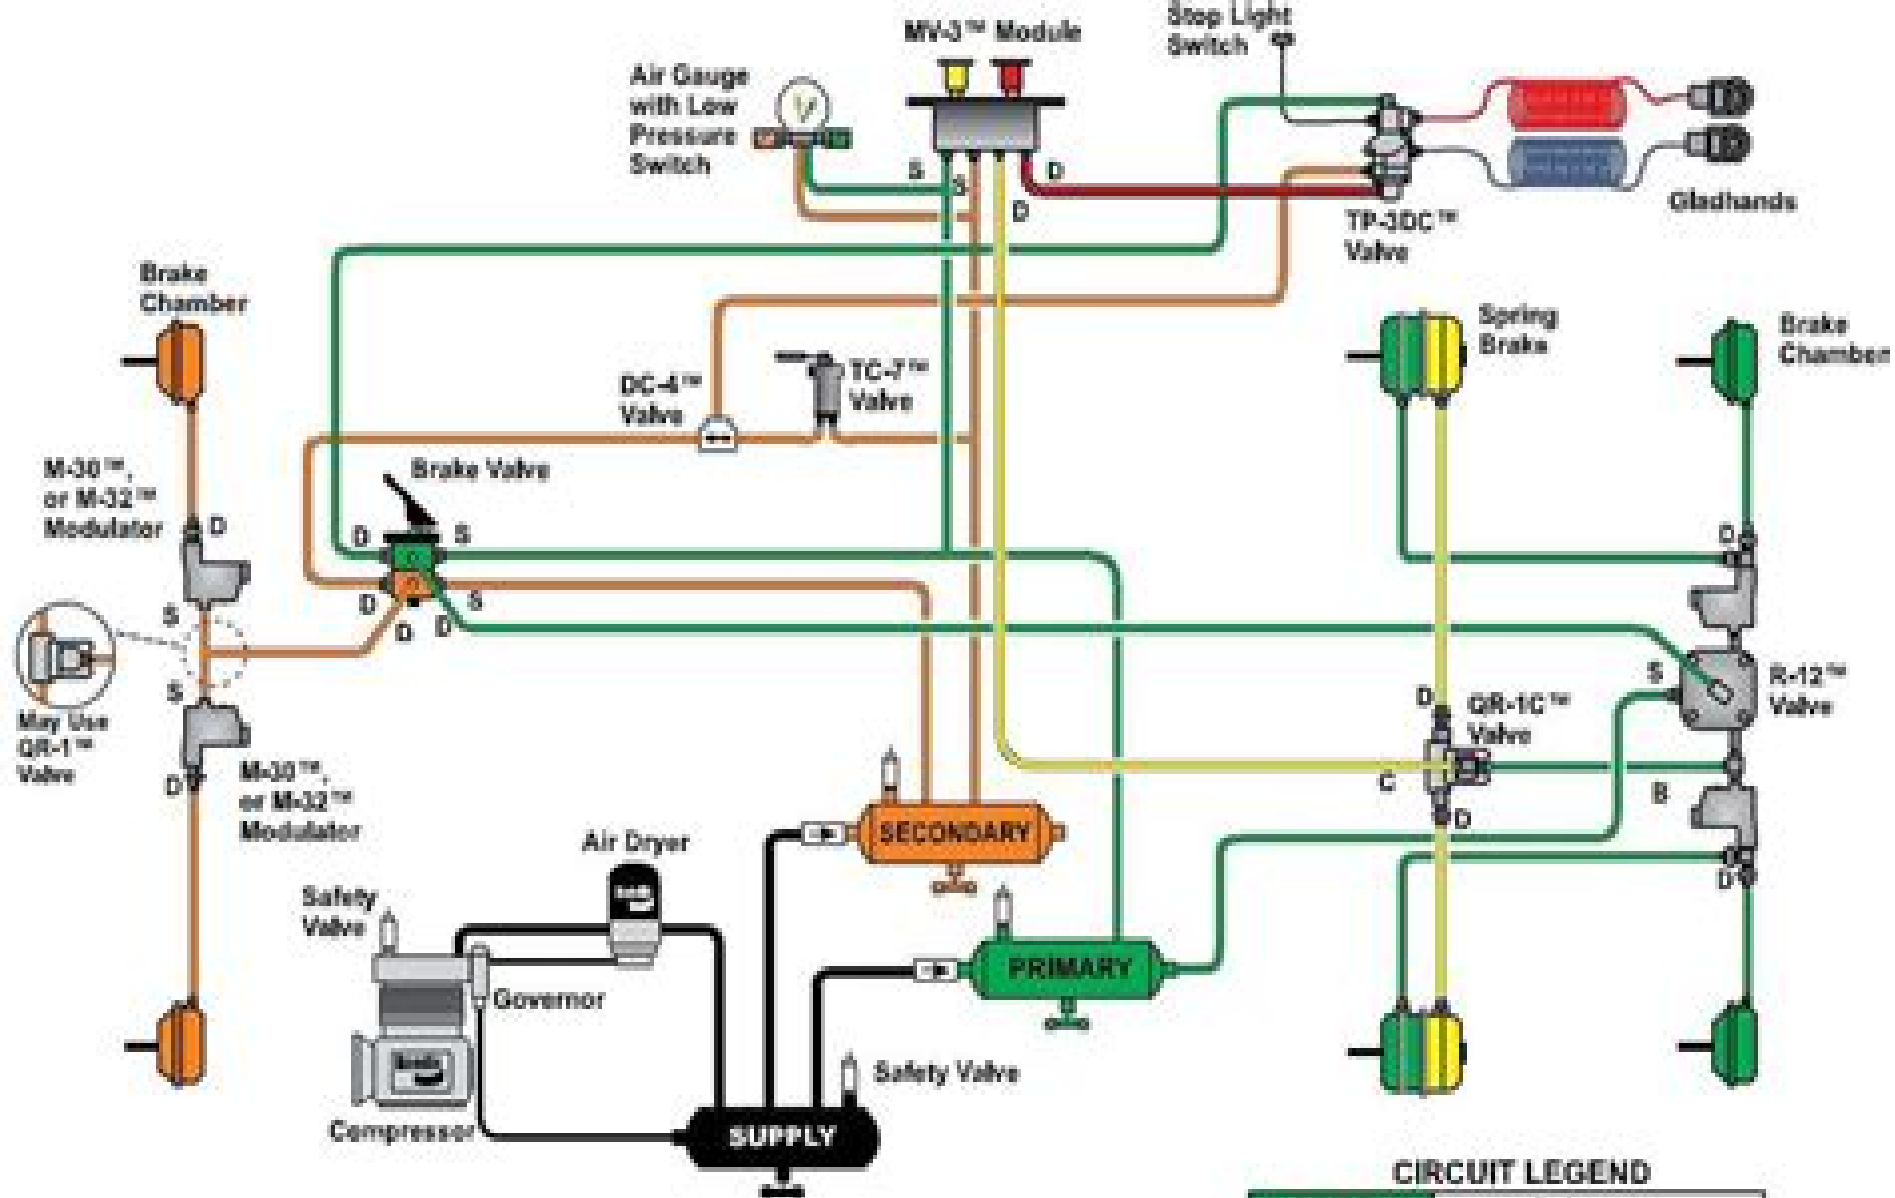 Stop Light
Switch
MV-3™ Module
Air Gauge
with Low
Pressure
Switch
S
S
D
D
TP-3DC™
Valve
Gladhands
Brake
Chamber
Spring
Brake
Brake
Chamber
DC-4™
Valve
TC-7™
Valve
M-30™,
or M-32™
Modulator
D
Brake Valve
D
S
D
S
D
D
D
S
S
May Use
QR-1™
Valve
D
M-30™,
or M-32™
Modulator
S
R-12™
Valve
D
QR-1C™
Valve
C
B
D
D
SECONDARY
Air Dryer
Safety
Valve
PRIMARY
Governor
Safety Valve
Compressor
SUPPLY
CIRCUIT LEGEND